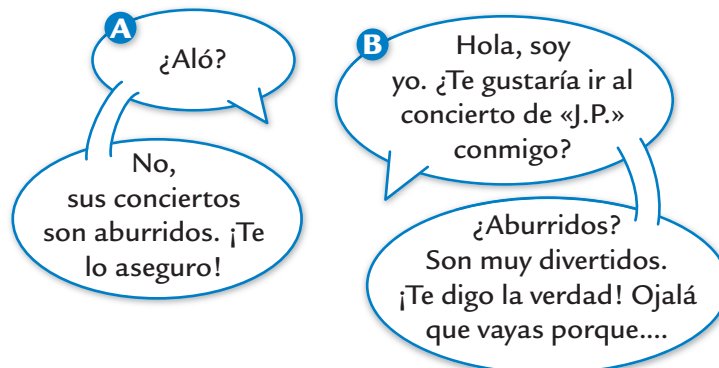 A
¿Aló?
B
Hola, soy
yo. ¿Te gustaría ir al
concierto de «J.P.»
conmigo?
No,
sus conciertos
son aburridos. ¡Te
lo aseguro!
¿Aburridos?
Son muy divertidos.
¡Te digo la verdad! Ojalá
que vayas porque....